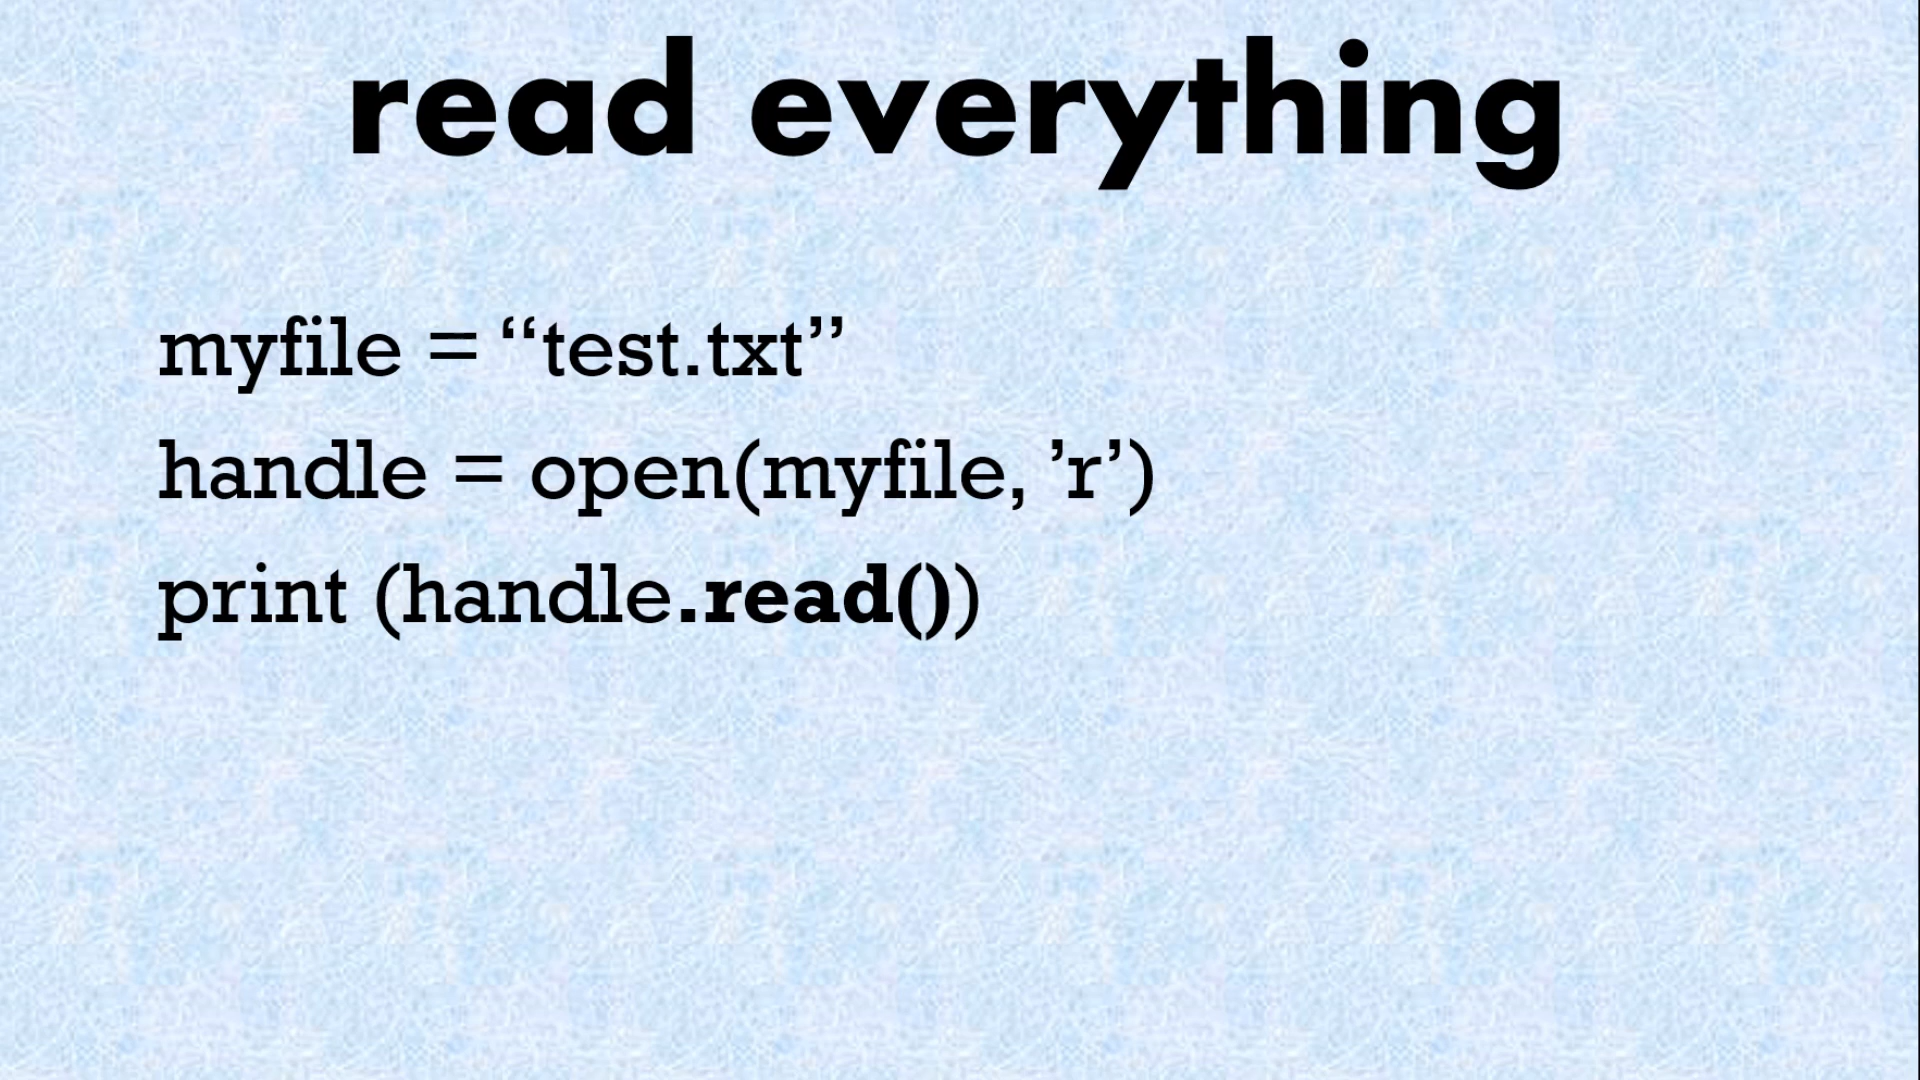 read everything
myfile = “test.txt”
handle = open(myfile, ’r’)
print (handle.read())